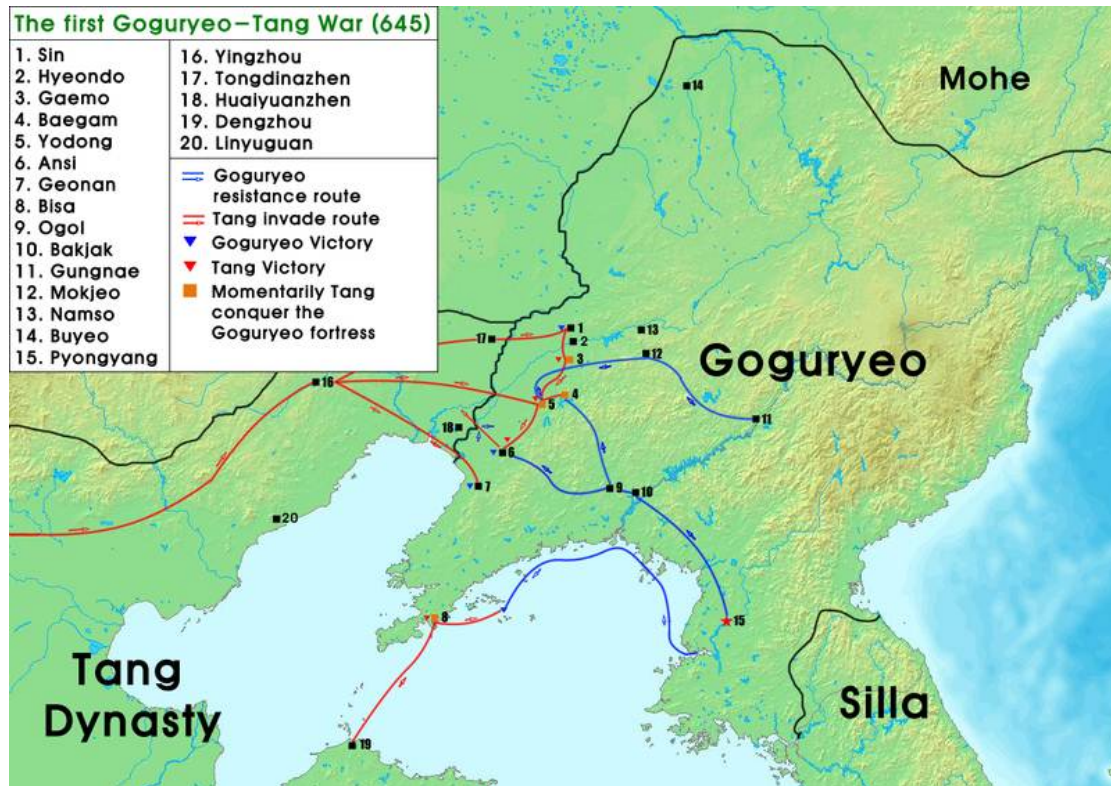 The first Goguryeo—Tang War (645)
1. Sin
2. Hyeondo
3. Gaemo
4. Baegam
5. Yodong
6. Ansi
7. Geonan
8. Bisa
9. Ogol
10. Bakjak
11. Gungnae
12. Mokjeo
13. Namso
14. Buyeo
15. Pyongyang
16. Yingzhou
17. Tongdinazhen
18. Huaiyuanzhen
19. Dengzhou
20. Linyuguan
Goguryeo
resistance route
Tang invade route
Goguryeo Victory
Tang Victory
Momentarily Tang
conquer the
Goguryeo fortress
Mohe
14
1
2
17
13
12
3
Goguryeo
16
4
5
11
18
6
7
9
10
20
8
15
Tang
Dynasty
Silla
19